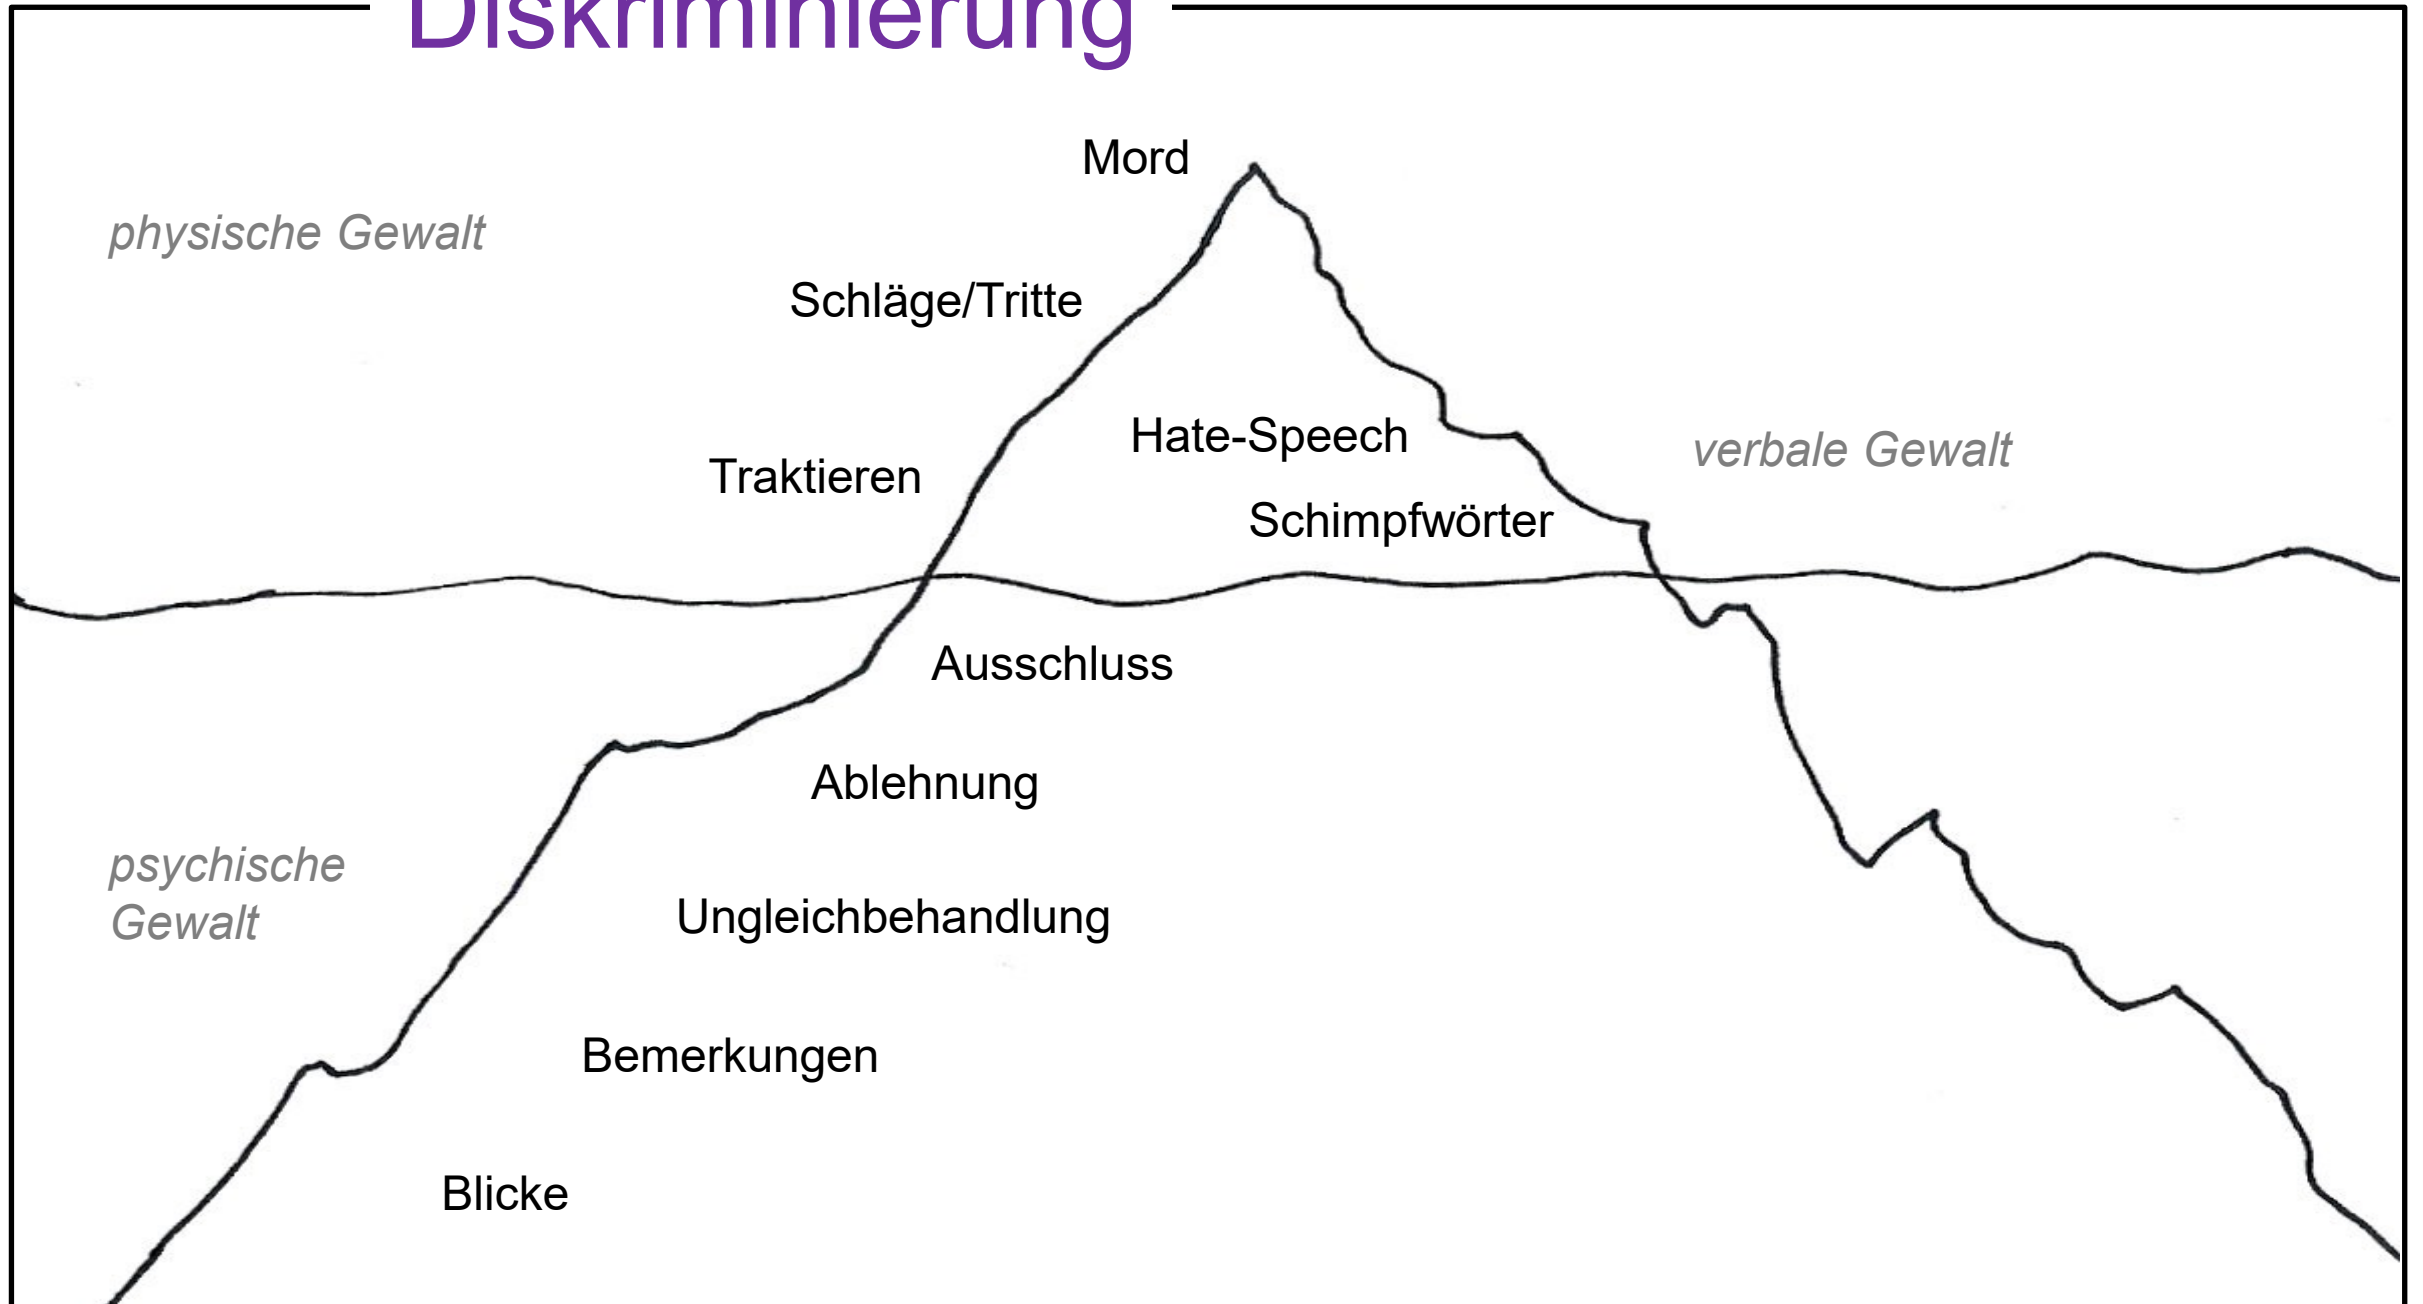 Diskriminierung
Mord
physische Gewalt
Schläge/Tritte
Hate-Speech
verbale Gewalt
Traktieren
Schimpfwörter
Ausschluss
Ablehnung
psychische
Gewalt
Ungleichbehandlung
Bemerkungen
Blicke